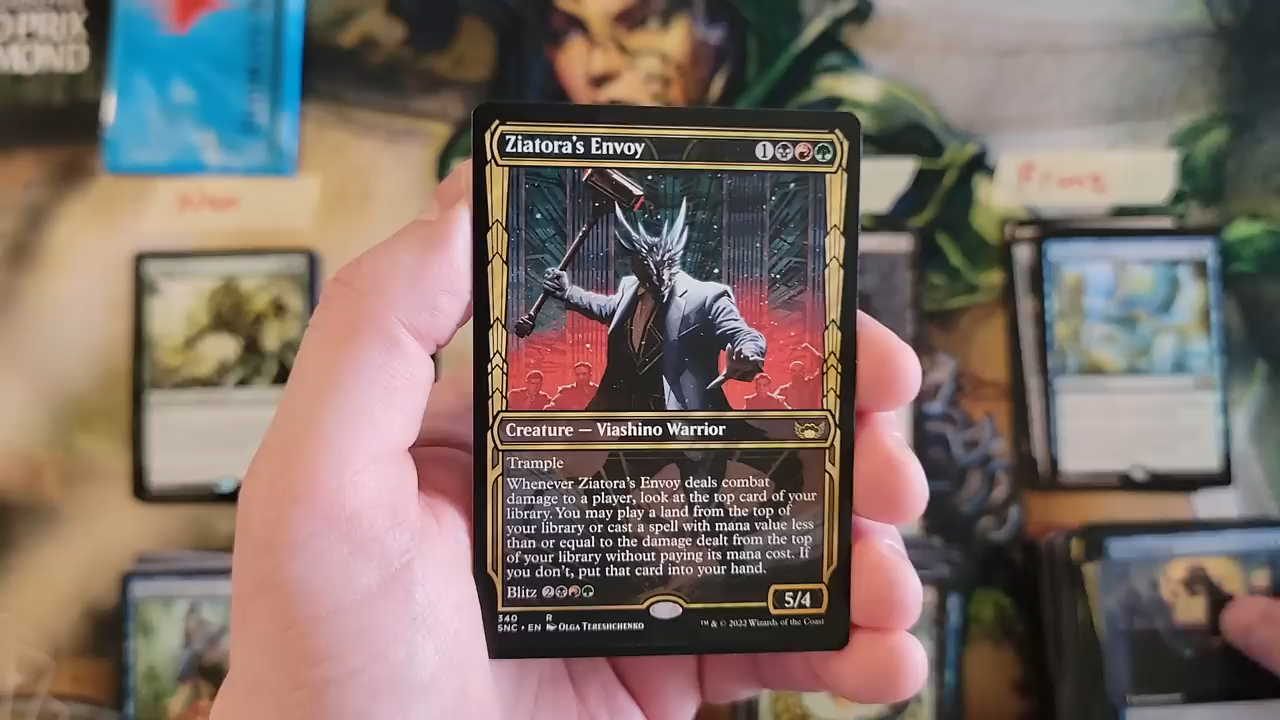 Ziatora's Envoy 1
Creature — Viashino Warrior
Trample
Whenever Ziatora's Envoy deals combat
damage to a player, look at the top card of your
library. You may play a land from the top of
your library or cast a spell with mana value less
than or equal to the damage dealt from the top
of your library without paying its mana cost. If
you don't, put that card into your hand.
Blitz 2
5/4
340 R
SNC • EN OLGA TERESHCHENKO
™ & © 2022 Wizards of the Coast